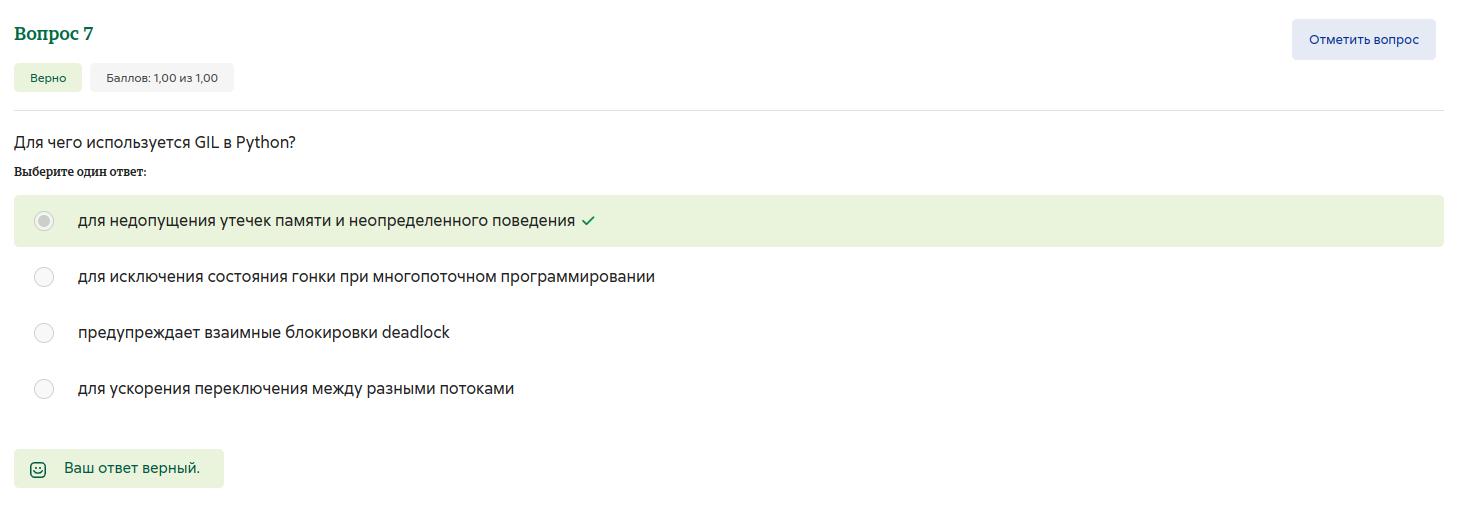 Вопрос 7
Отметить вопрос
Верно
Баллов: 1,00 из 1,00
Для чего используется GIL в Python?
Выберите один ответ:
для недопущения утечек памяти и неопределенного поведения
для исключения состояния гонки при многопоточном программировании
предупреждает взаимные блокировки deadlock
для ускорения переключения между разными потоками
Ваш ответ верный.